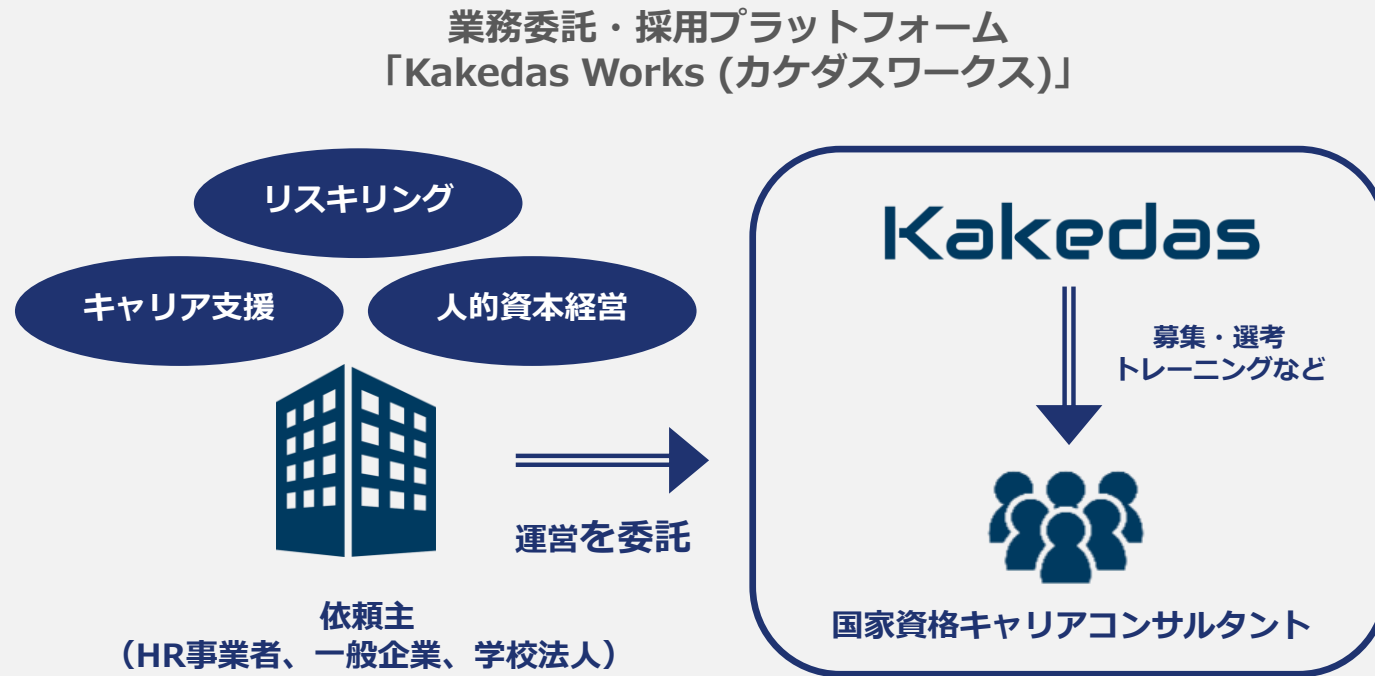 業務委託・採用プラットフォーム
「Kakedas Works (カケダスワークス)」
リスキリング
キャリア支援
人的資本経営
Kakedas
募集・選考
トレーニングなど
運営を委託
依頼主
（HR事業者、一般企業、学校法人）
国家資格キャリアコンサルタント